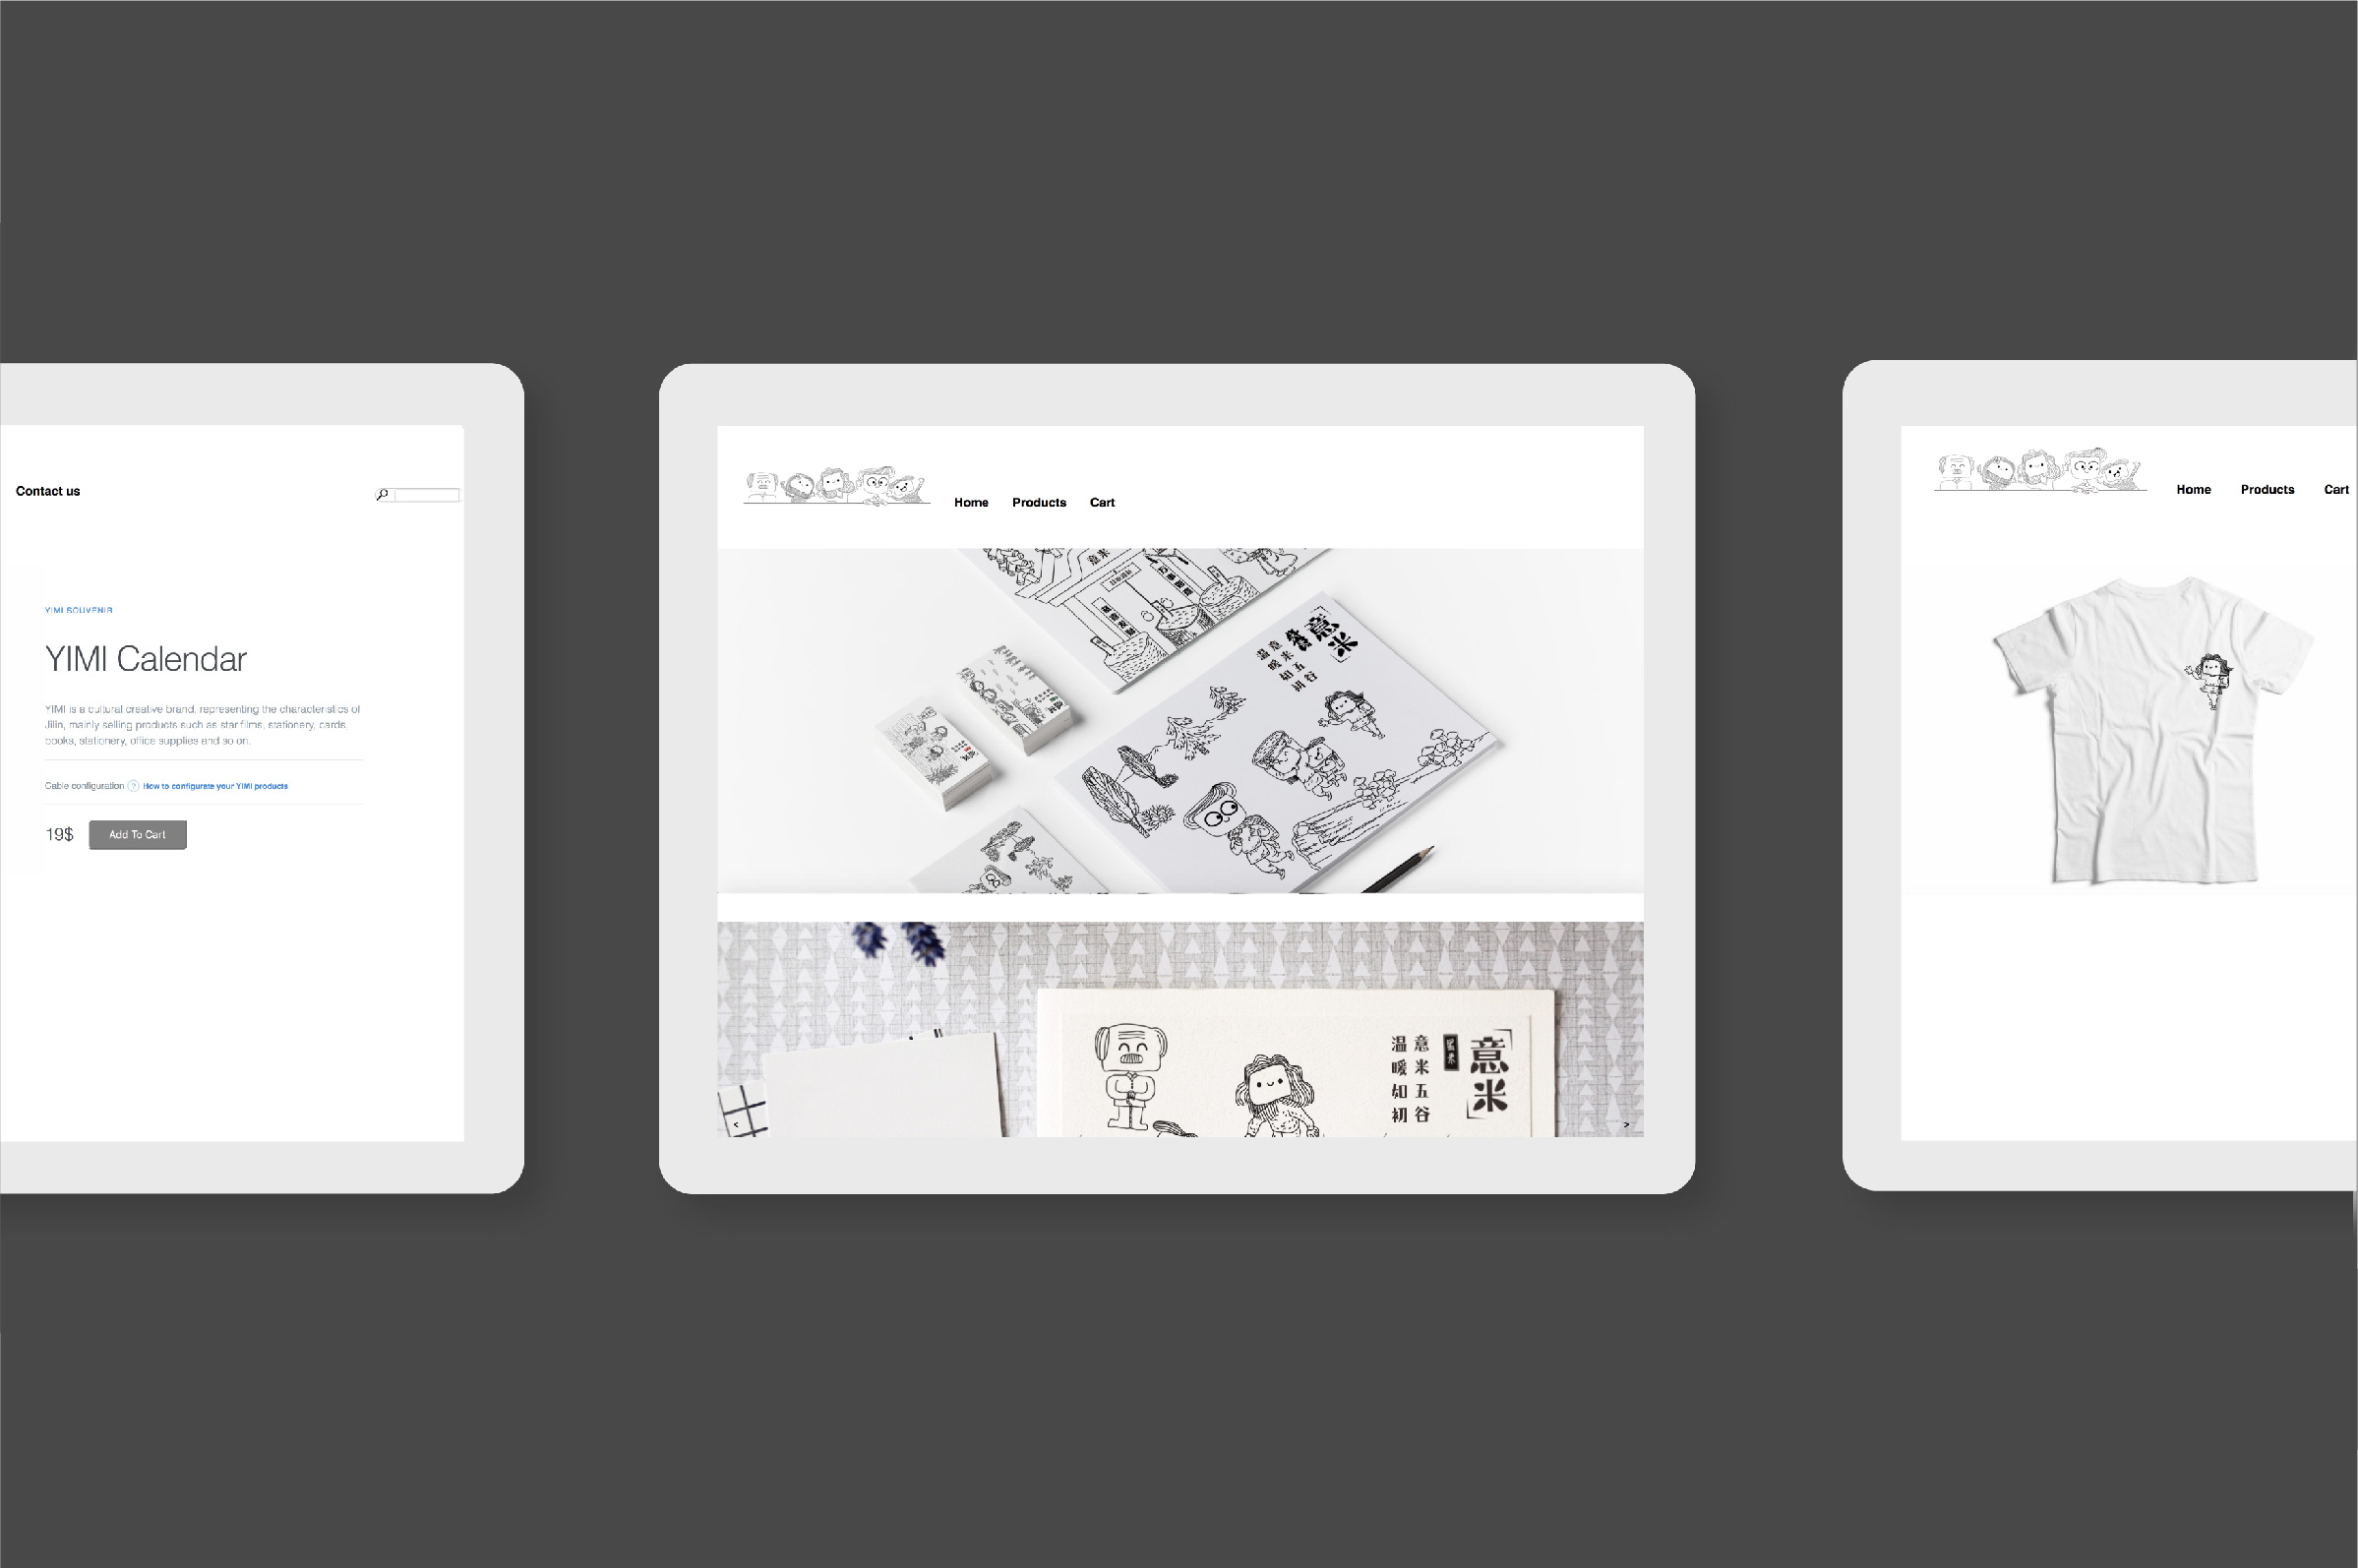 Contact us
YIMI SOUVENIR
YIMI Calendar
YIMI is a cultural creative brand, representing the characteristics of
Jilin, mainly selling products such as star films, stationery, cards,
books, stationery, office supplies and so on.
Cable configuration ? How to configurate your YIMI products
19$ Add To Cart
Home Products Cart
意米
意米
意米五谷
温暖如初
意米
意米五谷
温暖如初
< >
Home Products Cart